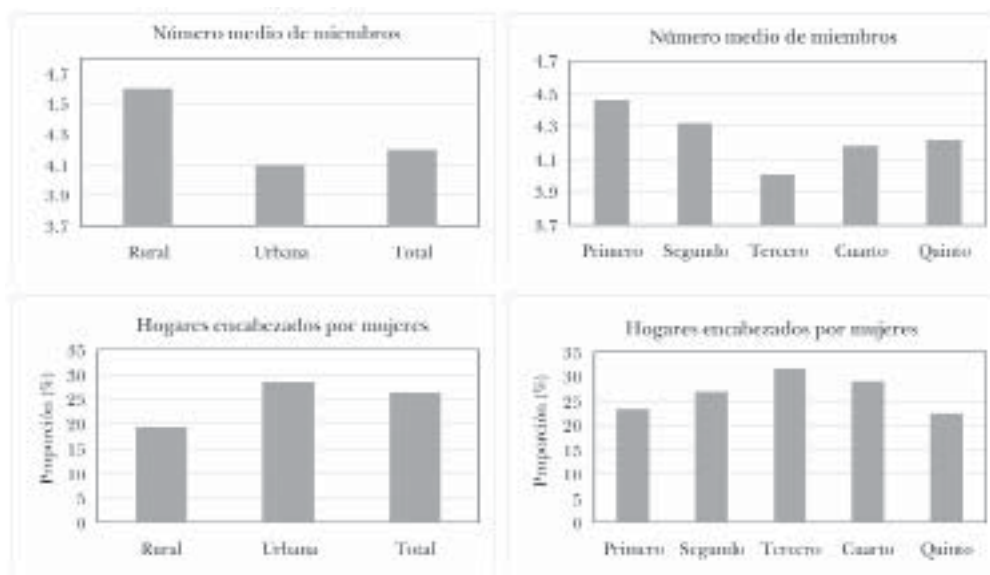 Número medio de miembros
4.7
4.5
4.3
4.1
3.9
3.7
Rural Urbana Total
Número medio de miembros
4.7
4.5
4.3
4.1
3.9
3.7
Primero Segundo Tercero Cuarto Quinto
Hogares encabezados por mujeres
Proporción (%)
35
30
25
20
15
10
5
0
Rural Urbana Total
Hogares encabezados por mujeres
Proporción (%)
35
30
25
20
15
10
5
0
Primero Segundo Tercero Cuarto Quinto